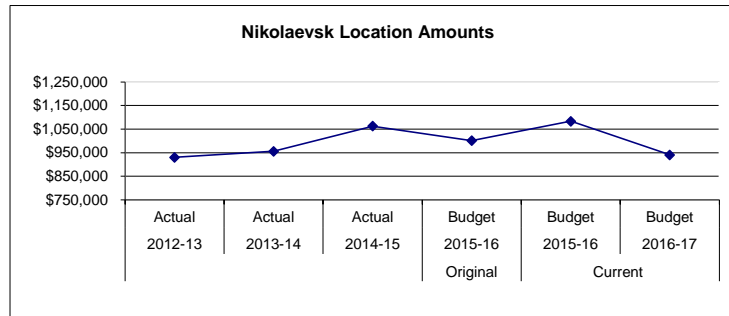 Nikolaevsk Location Amounts
$1,250,000
$1,150,000
$1,050,000
$950,000
$850,000
$750,000
Actual Actual Actual Budget Budget Budget
2012-13 2013-14 2014-15 2015-16 2015-16 2016-17
Original Current